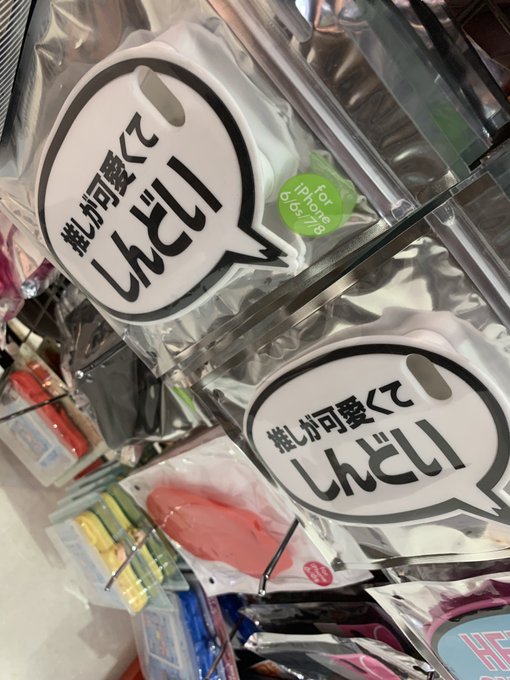 推しが可愛くて
しんどい
for
iPhone
6/6s/7/8
推しが可愛くて
しんどい